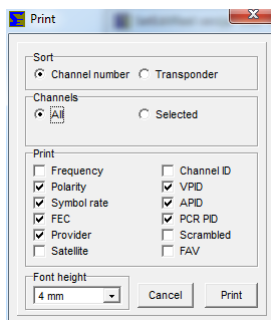 Print
Sort
Channel number Transponder
Channels
All Selected
Print
Frequency Channel ID
Polarity VPID
Symbol rate APID
FEC PCR PID
Provider Scrambled
Satellite FAV
Font height
4 mm Cancel Print